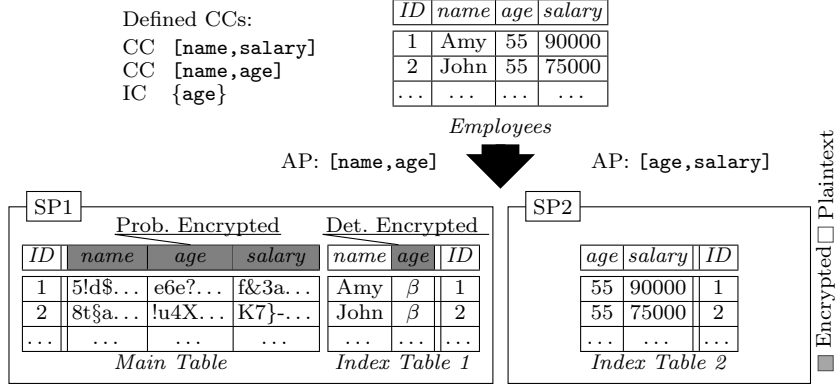 Defined CCs:
CC [name,salary]
CC [name,age]
IC {age}
ID name age salary
1 Amy 55 90000
2 John 55 75000
... ... ... ...
Employees
AP: [name,age]
AP: [age,salary]
SP1
Prob. Encrypted
Det. Encrypted
ID name age salary
1 5!d$... e6e?... f&3a...
2 8t§a... !u4X... K7}-...
... ... ... ...
Main Table
name age ID
Amy β 1
John β 2
... ... ...
Index Table 1
SP2
age salary ID
55 90000 1
55 75000 2
... ... ...
Index Table 2
Encrypted Plaintext